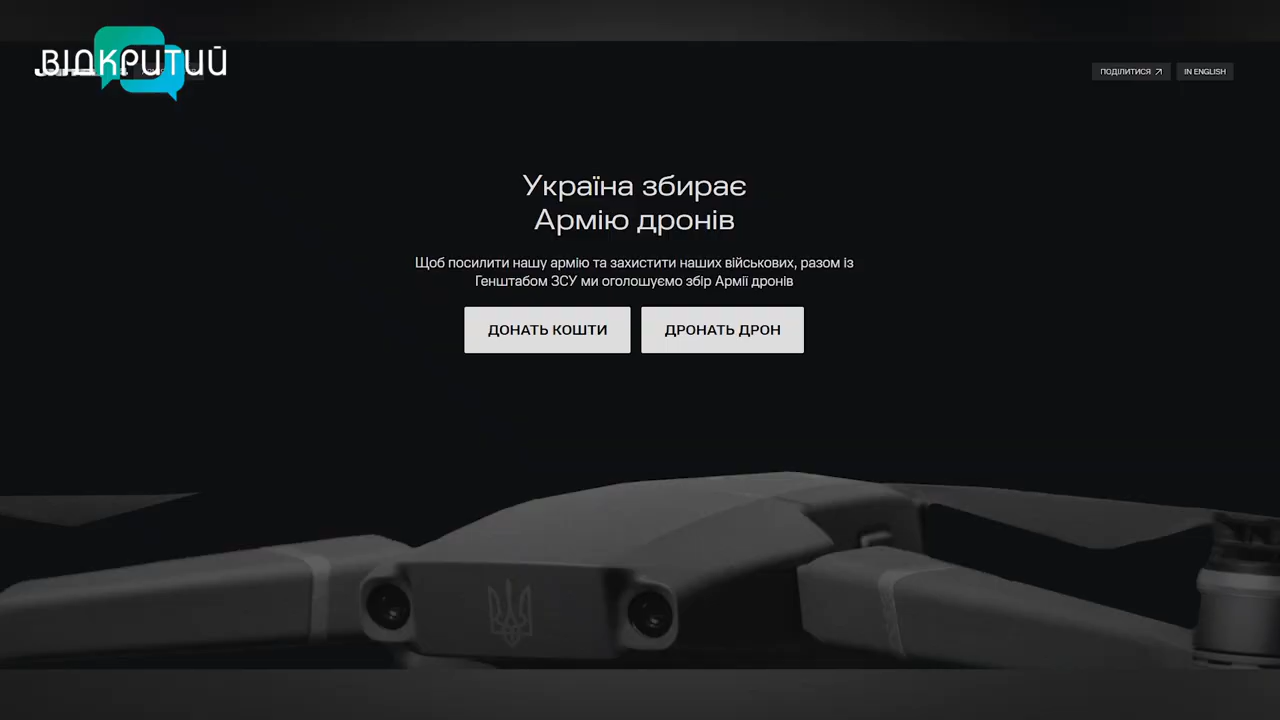 ВІДКРИТИЙ
ПОДІЛИТИСЯ
IN ENGLISH
Україна збирає
Армію дронів
Щоб посилити нашу армію та захистити наших військових, разом із
Генштабом ЗСУ ми оголошуємо збір Армії дронів
ДОНАТЬ КОШТИ
ДРОНАТЬ ДРОН